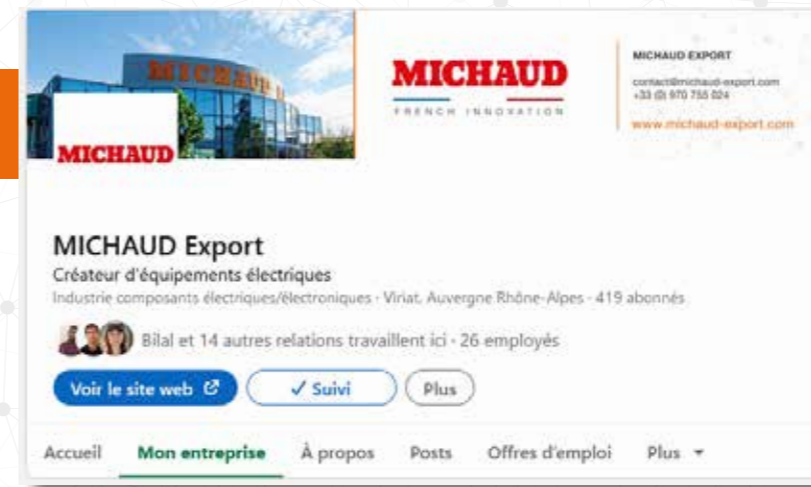 MICHAUD
MICHAUD
FRENCH INNOVATION
MICHAUD EXPORT
contact@michaud-export.com
+33 (0) 970 755 024
www.michaud-export.com
MICHAUD
MICHAUD Export
Créateur d'équipements électriques
Industrie composants électriques/électroniques · Viriat, Auvergne Rhône-Alpes · 419 abonnés
Bilal et 14 autres relations travaillent ici · 26 employés
Voir le site web
Suivi
Plus
Accueil
Mon entreprise
À propos
Posts
Offres d'emploi
Plus